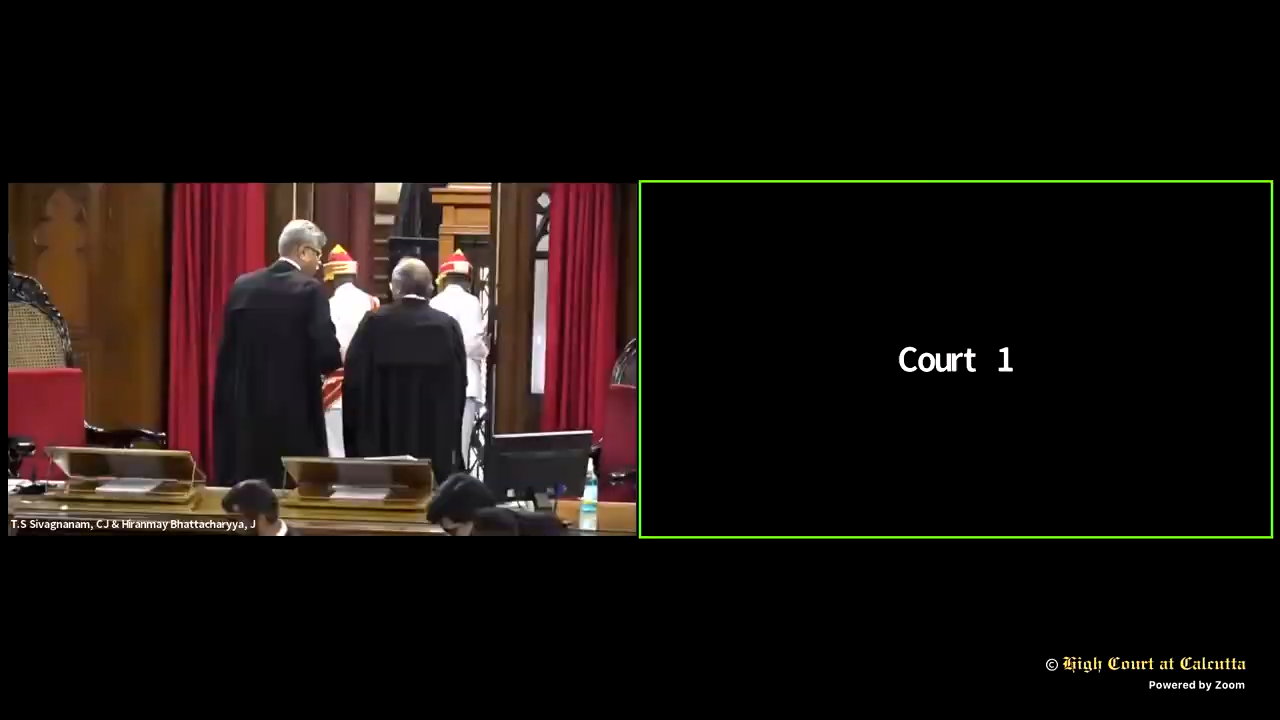 T.S Sivagnanam, CJ & Hiranmay Bhattacharyya, J
Court 1
© High Court at Calcutta
Powered by Zoom